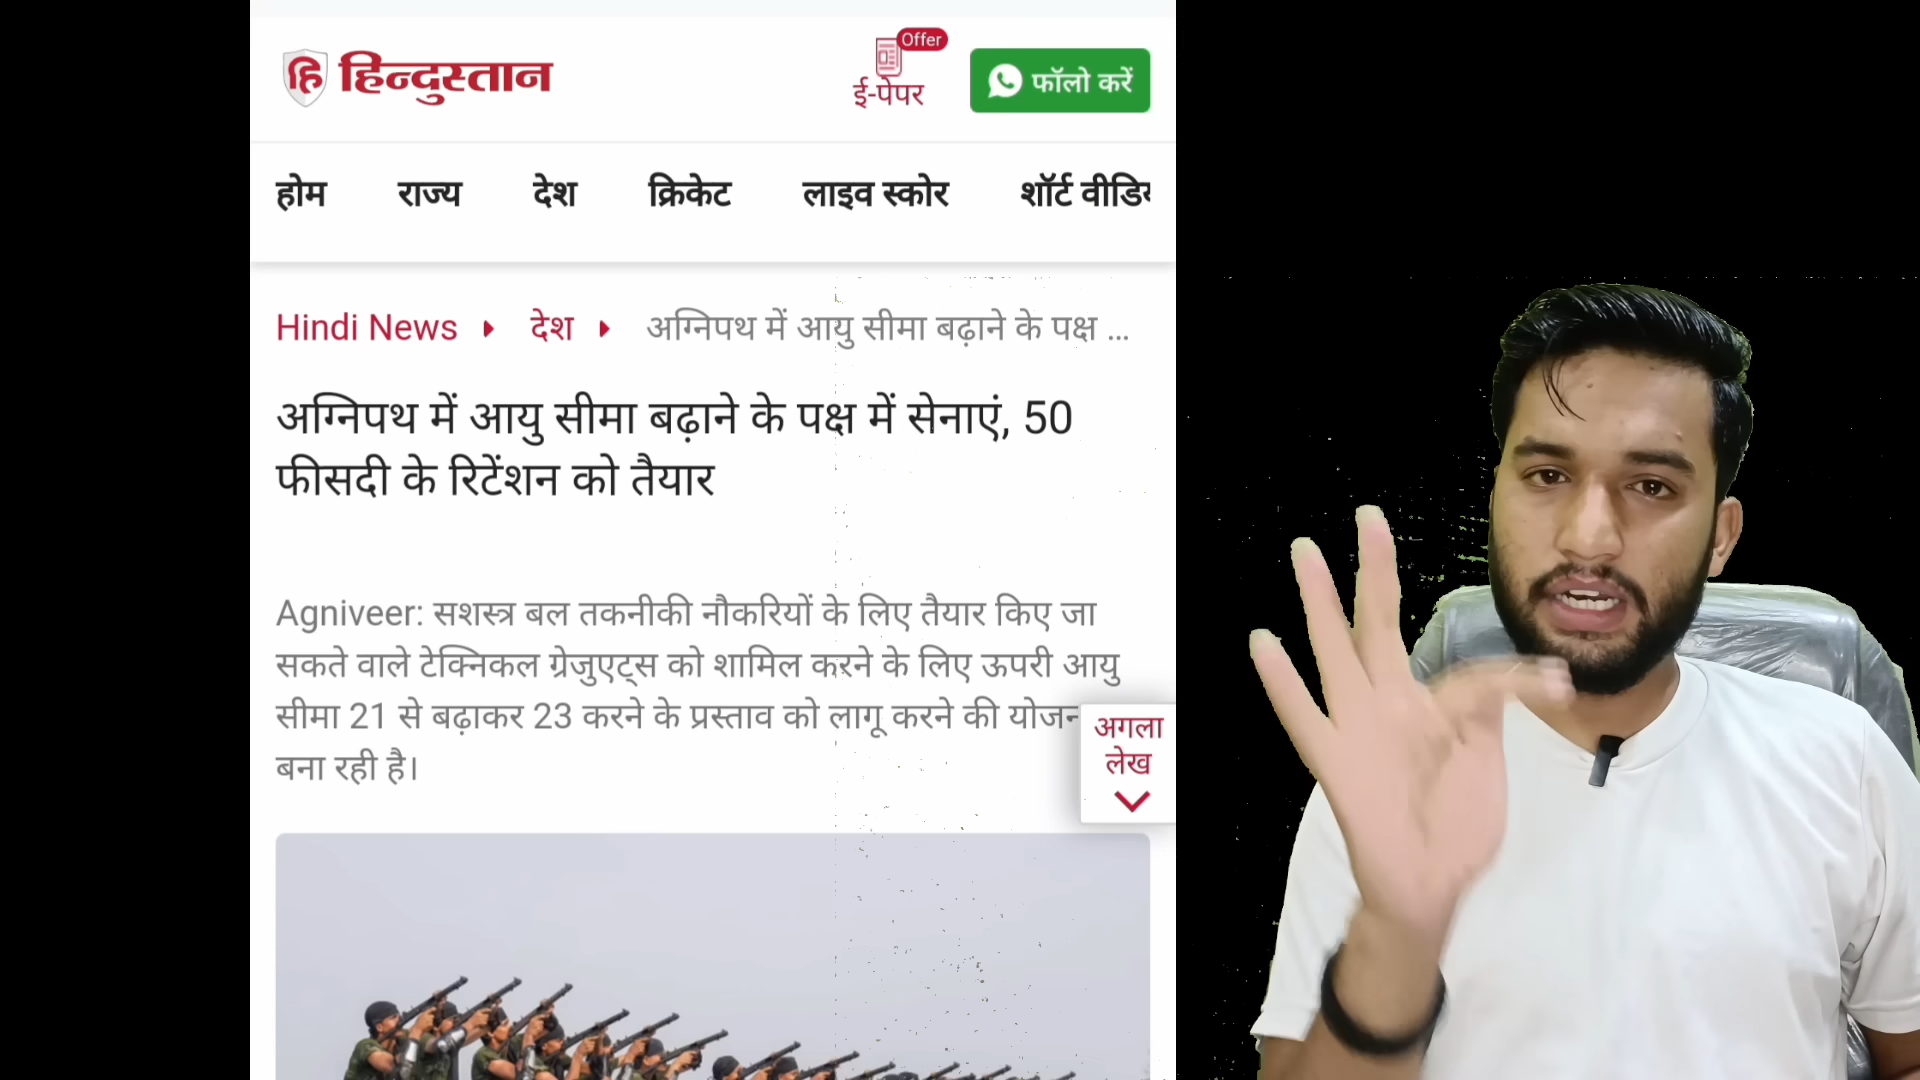 हि हिन्दुस्तान
Offer
ई-पेपर
फॉलो करें
होम राज्य देश क्रिकेट लाइव स्कोर शॉर्ट
Hindi News देश अग्निपथ में आयु सीमा बढ़ाने के पक्ष ...
अग्निपथ में आयु सीमा बढ़ाने के पक्ष में सेनाएं, 50
फीसदी के रिटेंशन को तैयार
Agniveer: सशस्त्र बल तकनीकी नौकरियों के लिए तैयार किए जा
सकते वाले टेक्निकल ग्रेजुएट्स को शामिल करने के लिए ऊपरी आयु
सीमा 21 से बढ़ाकर 23 करने के प्रस्ताव को लागू करने की
बना रही है।
अगला
लेख